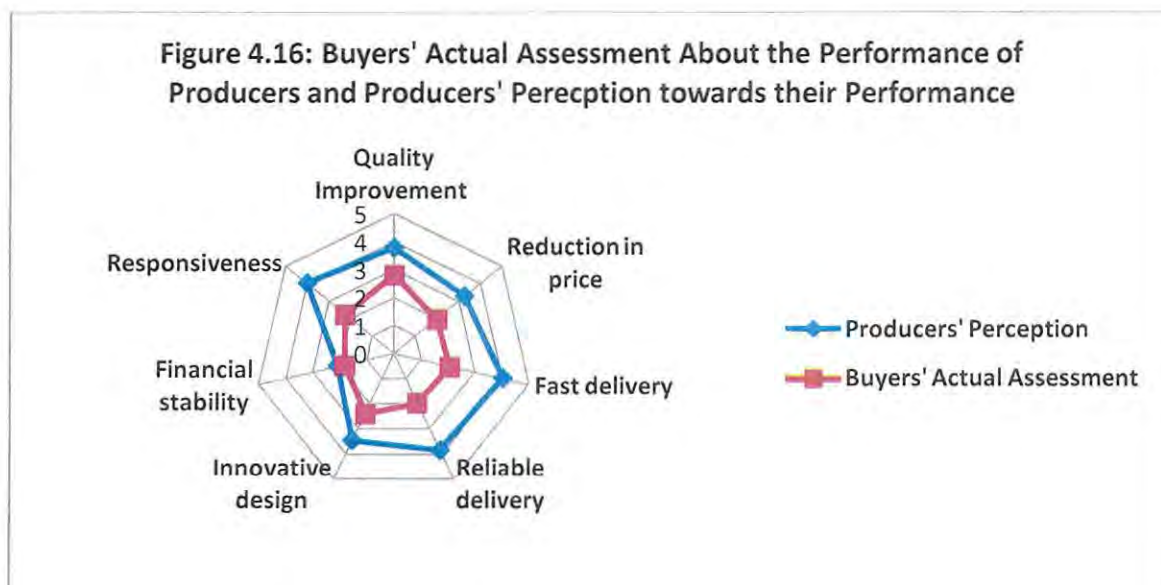 Figure 4.16: Buyers' Actual Assessment About the Performance of
Producers and Producers' Perecption towards their Performance
Quality
Improvement
5
4
3
2
1
0
Reduction in
price
Fast delivery
Reliable
delivery
Innovative
design
Financial
stability
Responsiveness
Producers' Perception
Buyers' Actual Assessment